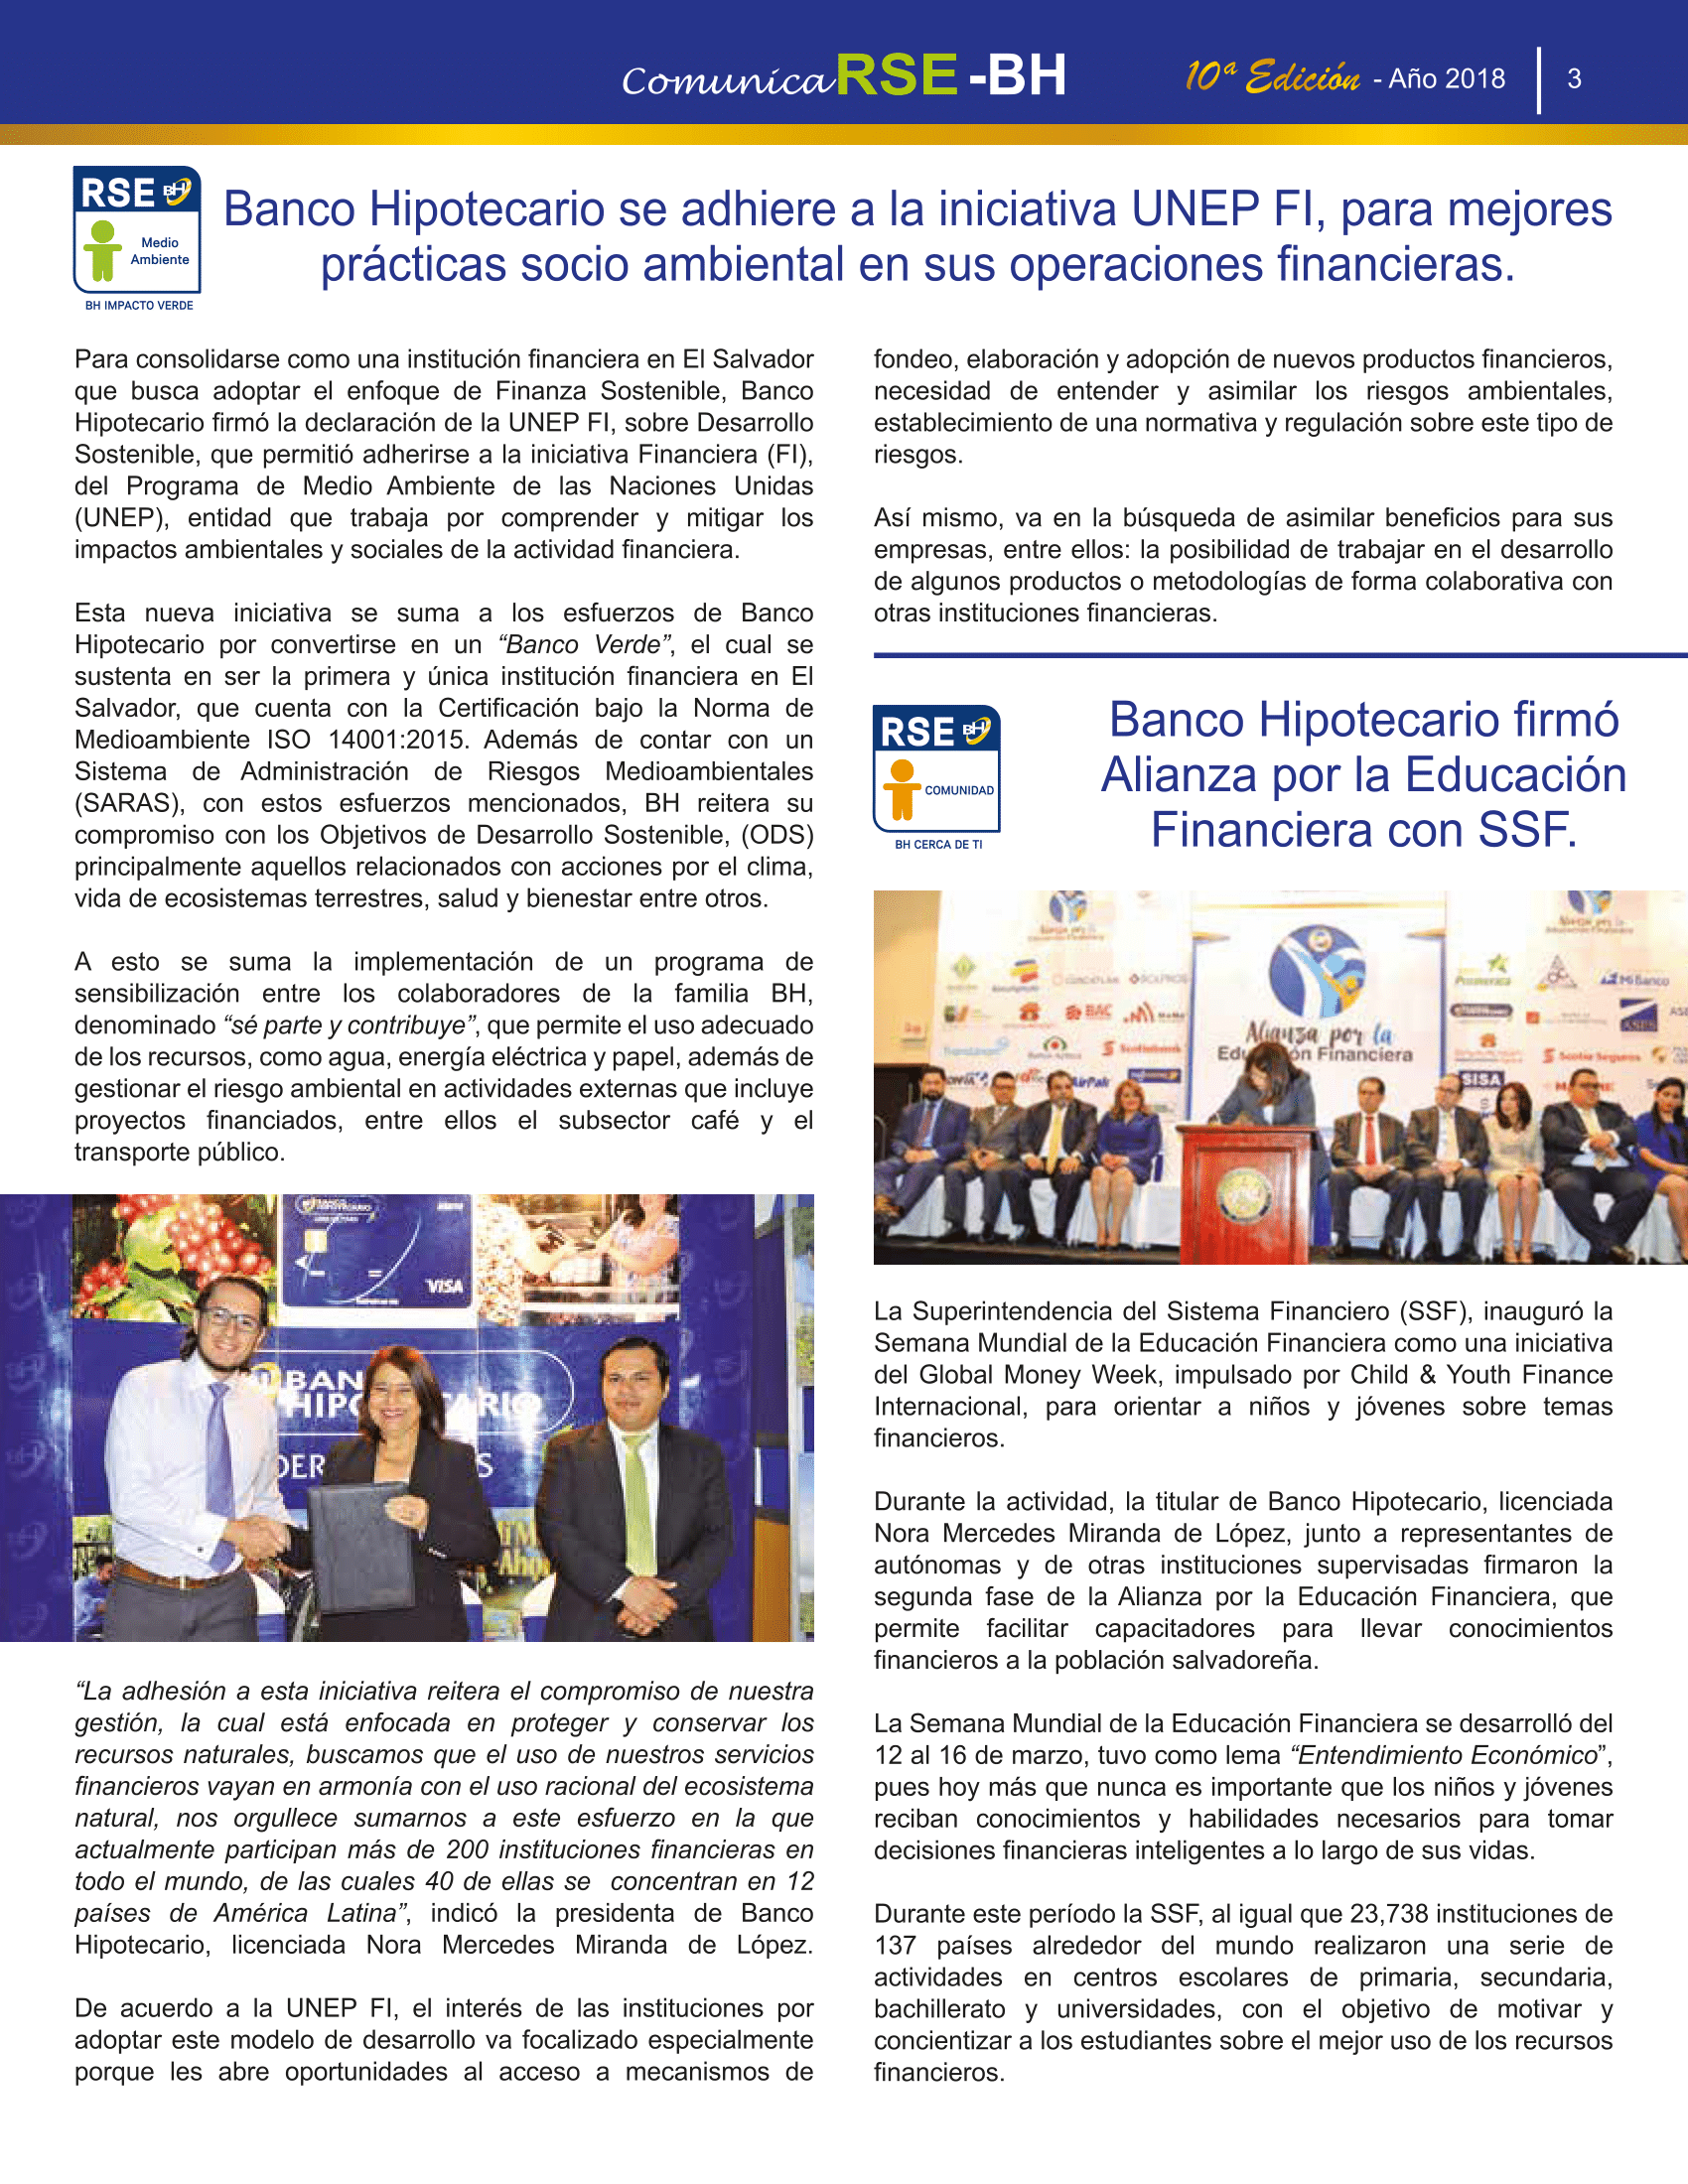 ComunicaRSE-BH
10ª Edición - Año 2018
3
RSE BH
Medio
Ambiente
BH IMPACTO VERDE
Banco Hipotecario se adhiere a la iniciativa UNEP FI, para mejores
prácticas socio ambiental en sus operaciones financieras.
Para consolidarse como una institución financiera en El Salvador
que busca adoptar el enfoque de Finanza Sostenible, Banco
Hipotecario firmó la declaración de la UNEP FI, sobre Desarrollo
Sostenible, que permitió adherirse a la iniciativa Financiera (FI),
del Programa de Medio Ambiente de las Naciones Unidas
(UNEP), entidad que trabaja por comprender y mitigar los
impactos ambientales y sociales de la actividad financiera.
Esta nueva iniciativa se suma a los esfuerzos de Banco
Hipotecario por convertirse en un “Banco Verde”, el cual se
sustenta en ser la primera y única institución financiera en El
Salvador, que cuenta con la Certificación bajo la Norma de
Medioambiente ISO 14001:2015. Además de contar con un
Sistema de Administración de Riesgos Medioambientales
(SARAS), con estos esfuerzos mencionados, BH reitera su
compromiso con los Objetivos de Desarrollo Sostenible, (ODS)
principalmente aquellos relacionados con acciones por el clima,
vida de ecosistemas terrestres, salud y bienestar entre otros.
A esto se suma la implementación de un programa de
sensibilización entre los colaboradores de la familia BH,
denominado “sé parte y contribuye”, que permite el uso adecuado
de los recursos, como agua, energía eléctrica y papel, además de
gestionar el riesgo ambiental en actividades externas que incluye
proyectos financiados, entre ellos el subsector café y el
transporte público.
VISA
“La adhesión a esta iniciativa reitera el compromiso de nuestra
gestión, la cual está enfocada en proteger y conservar los
recursos naturales, buscamos que el uso de nuestros servicios
financieros vayan en armonía con el uso racional del ecosistema
natural, nos orgullece sumarnos a este esfuerzo en la que
actualmente participan más de 200 instituciones financieras en
todo el mundo, de las cuales 40 de ellas se concentran en 12
países de América Latina”, indicó la presidenta de Banco
Hipotecario, licenciada Nora Mercedes Miranda de López.
De acuerdo a la UNEP FI, el interés de las instituciones por
adoptar este modelo de desarrollo va focalizado especialmente
porque les abre oportunidades al acceso a mecanismos de
fondeo, elaboración y adopción de nuevos productos financieros,
necesidad de entender y asimilar los riesgos ambientales,
establecimiento de una normativa y regulación sobre este tipo de
riesgos.
Así mismo, va en la búsqueda de asimilar beneficios para sus
empresas, entre ellos: la posibilidad de trabajar en el desarrollo
de algunos productos o metodologías de forma colaborativa con
otras instituciones financieras.
RSE BH
COMUNIDAD
BH CERCA DE TI
Banco Hipotecario firmó
Alianza por la Educación
Financiera con SSF.
Alianza por la
BAC
Scotiabank
AirPak
Mi Banco
Scotia Seguros
SISA
La Superintendencia del Sistema Financiero (SSF), inauguró la
Semana Mundial de la Educación Financiera como una iniciativa
del Global Money Week, impulsado por Child & Youth Finance
Internacional, para orientar a niños y jóvenes sobre temas
financieros.
Durante la actividad, la titular de Banco Hipotecario, licenciada
Nora Mercedes Miranda de López, junto a representantes de
autónomas y de otras instituciones supervisadas firmaron la
segunda fase de la Alianza por la Educación Financiera, que
permite facilitar capacitadores para llevar conocimientos
financieros a la población salvadoreña.
La Semana Mundial de la Educación Financiera se desarrolló del
12 al 16 de marzo, tuvo como lema “Entendimiento Económico”,
pues hoy más que nunca es importante que los niños y jóvenes
reciban conocimientos y habilidades necesarios para tomar
decisiones financieras inteligentes a lo largo de sus vidas.
Durante este período la SSF, al igual que 23,738 instituciones de
137 países alrededor del mundo realizaron una serie de
actividades en centros escolares de primaria, secundaria,
bachillerato y universidades, con el objetivo de motivar y
concientizar a los estudiantes sobre el mejor uso de los recursos
financieros.